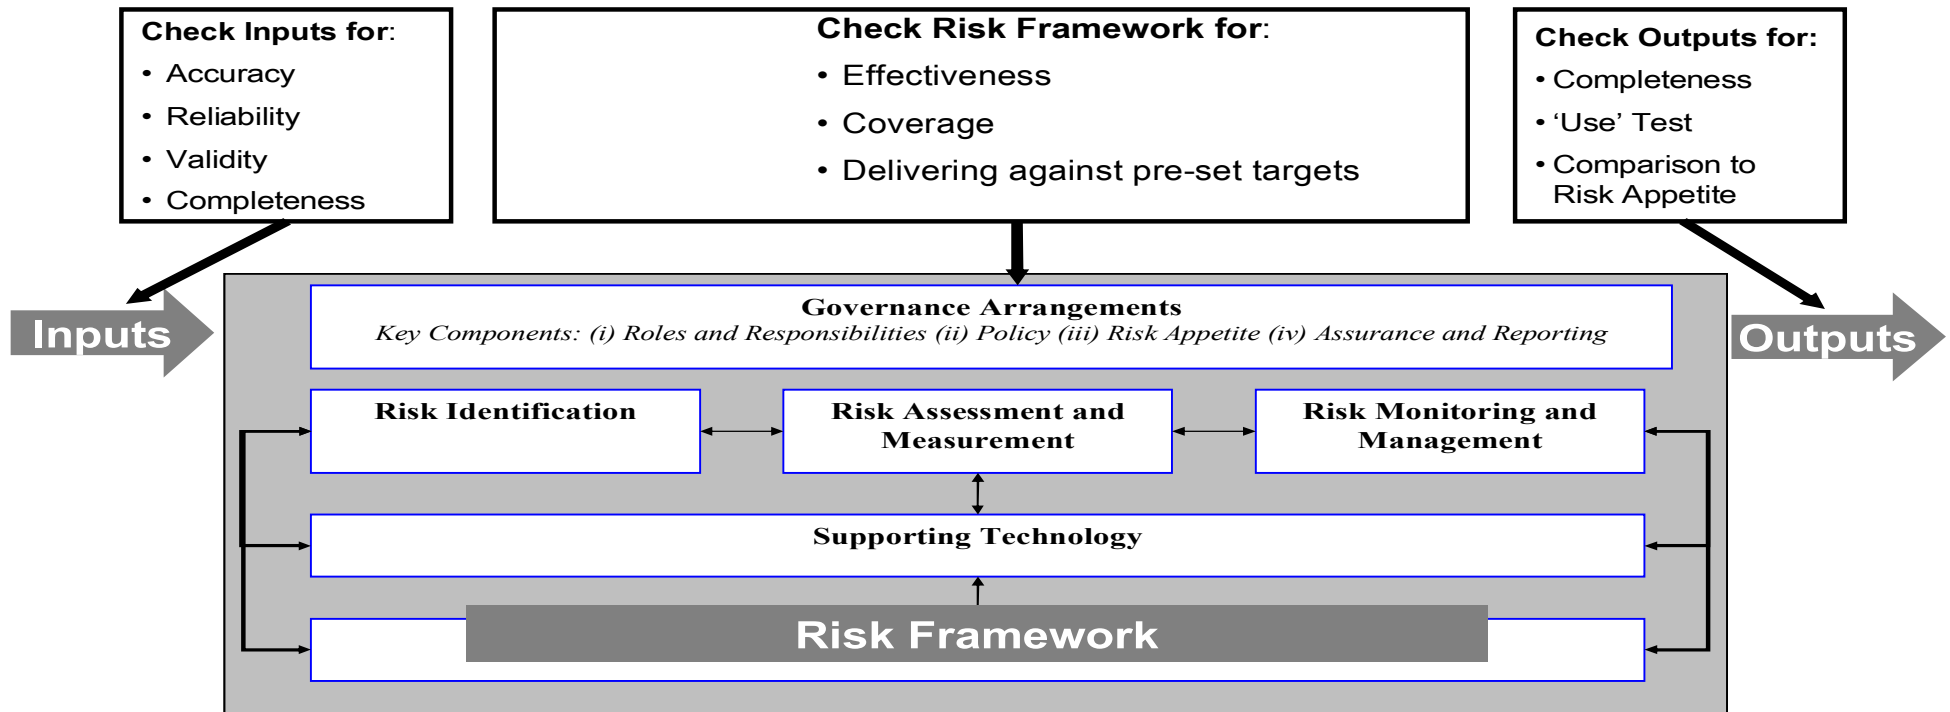 Check Inputs for:
• Accuracy
• Reliability
• Validity
• Completeness
Check Risk Framework for:
• Effectiveness
• Coverage
• Delivering against pre-set targets
Check Outputs for:
• Completeness
• ‘Use’ Test
• Comparison to
Risk Appetite
Inputs
Governance Arrangements
Key Components: (i) Roles and Responsibilities (ii) Policy (iii) Risk Appetite (iv) Assurance and Reporting
Outputs
Risk Identification
Risk Assessment and
Measurement
Risk Monitoring and
Management
Supporting Technology
Risk Framework